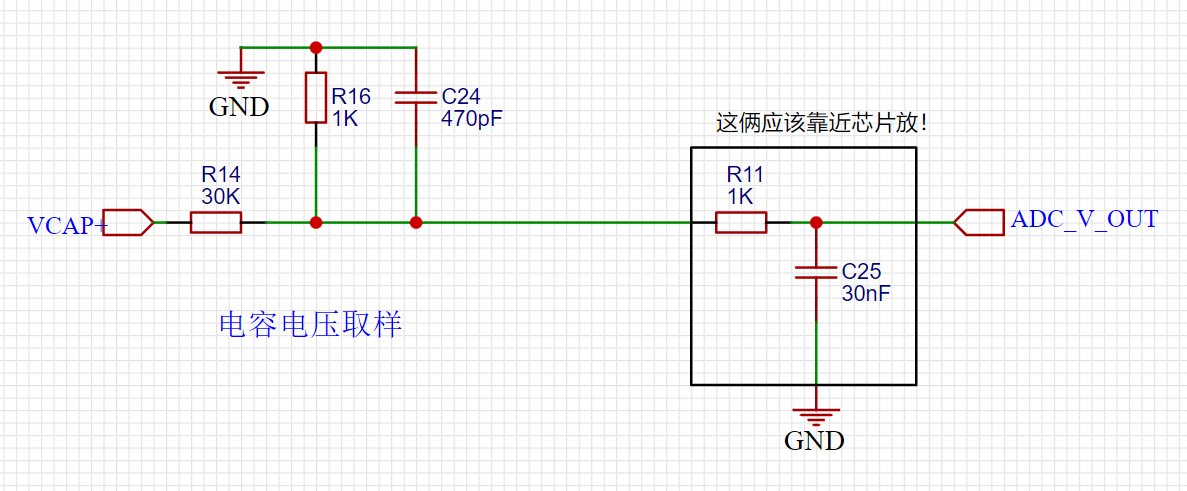 GND
R16
1K
C24
470pF
这俩应该靠近芯片放！
R14
30K
R11
1K
VCAP+
ADC_V_OUT
C25
30nF
电容电压取样
GND